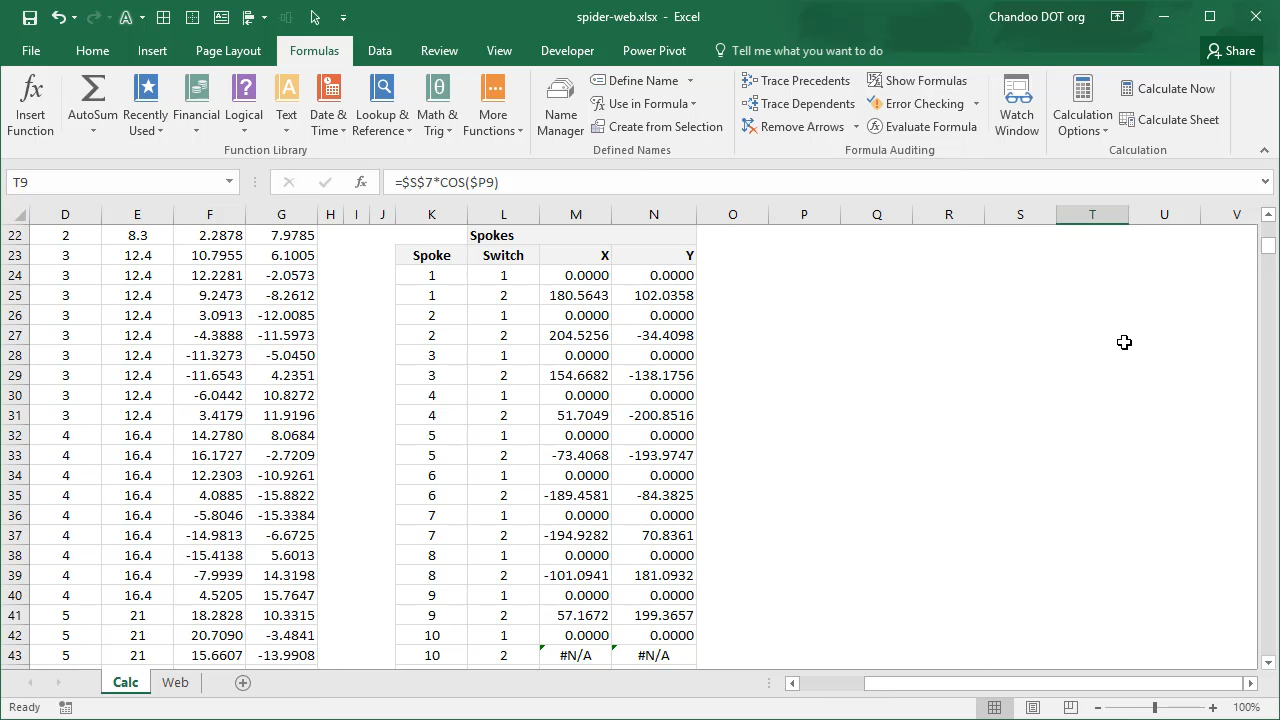 spider-web.xlsx - Excel
Chandoo DOT org
File Home Insert Page Layout Formulas Data Review View Developer Power Pivot Tell me what you want to do Share
Insert Function
AutoSum
Recently Used
Financial
Logical
Text
Date & Time
Lookup & Reference
Math & Trig
More Functions
Function Library
Name Manager
Define Name
Use in Formula
Create from Selection
Defined Names
Trace Precedents
Trace Dependents
Remove Arrows
Show Formulas
Error Checking
Evaluate Formula
Formula Auditing
Watch Window
Calculation Options
Calculate Now
Calculate Sheet
Calculation
T9 fx =$S$7*COS($P9)
D E F G H I J K L M N O P Q R S T U V
22 2 8.3 2.2878 7.9785 Spokes
23 3 12.4 10.7955 6.1005 Spoke Switch X Y
24 3 12.4 12.2281 -2.0573 1 1 0.0000 0.0000
25 3 12.4 9.2473 -8.2612 1 2 180.5643 102.0358
26 3 12.4 3.0913 -12.0085 2 1 0.0000 0.0000
27 3 12.4 -4.3888 -11.5973 2 2 204.5256 -34.4098
28 3 12.4 -11.3273 -5.0450 3 1 0.0000 0.0000
29 3 12.4 -11.6543 4.2351 3 2 154.6682 -138.1756
30 3 12.4 -6.0442 10.8272 4 1 0.0000 0.0000
31 3 12.4 3.4179 11.9196 4 2 51.7049 -200.8516
32 4 16.4 14.2780 8.0684 5 1 0.0000 0.0000
33 4 16.4 16.1727 -2.7209 5 2 -73.4068 -193.9747
34 4 16.4 12.2303 -10.9261 6 1 0.0000 0.0000
35 4 16.4 4.0885 -15.8822 6 2 -189.4581 -84.3825
36 4 16.4 -5.8046 -15.3384 7 1 0.0000 0.0000
37 4 16.4 -14.9813 -6.6725 7 2 -194.9282 70.8361
38 4 16.4 -15.4138 5.6013 8 1 0.0000 0.0000
39 4 16.4 -7.9939 14.3198 8 2 -101.0941 181.0932
40 4 16.4 4.5205 15.7647 9 1 0.0000 0.0000
41 5 21 18.2828 10.3315 9 2 57.1672 199.3657
42 5 21 20.7090 -3.4841 10 1 0.0000 0.0000
43 5 21 15.6607 -13.9908 10 2 #N/A #N/A
Calc Web
Ready 100%